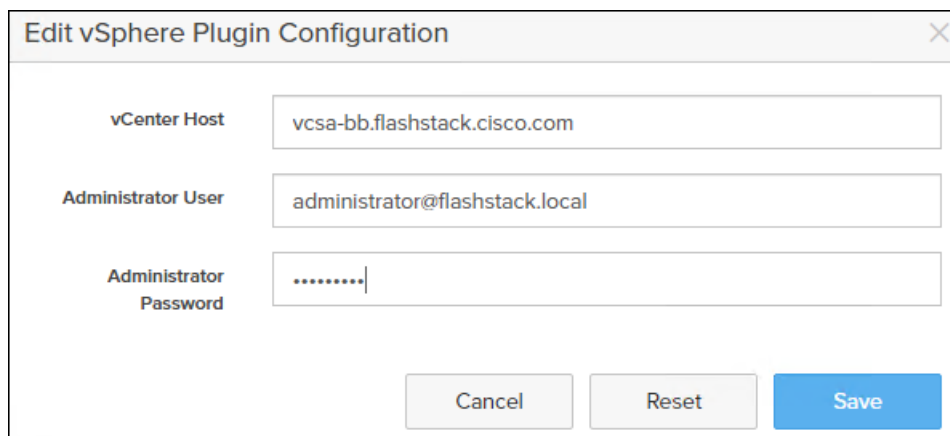 Edit vSphere Plugin Configuration
vCenter Host
vcsa-bb.flashstack.cisco.com
Administrator User
administrator@flashstack.local
Administrator
Password
•••••••••
Cancel
Reset
Save